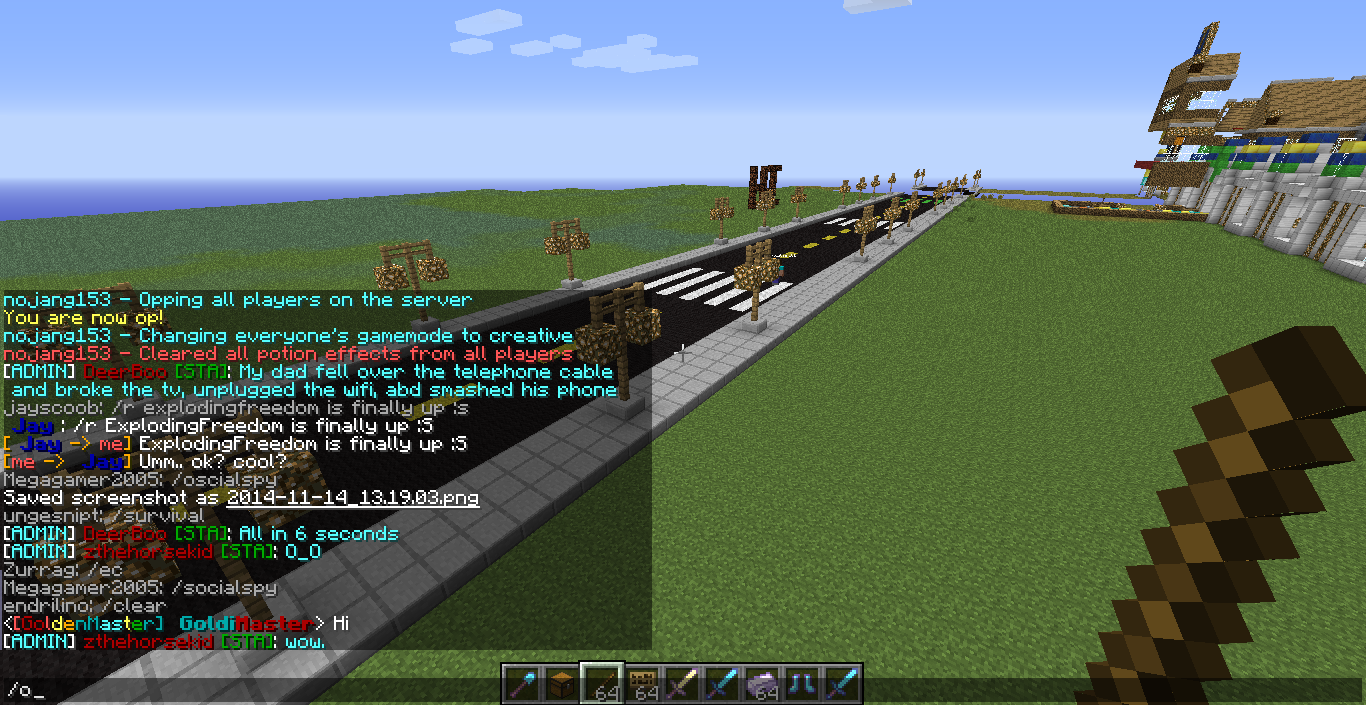 nojang153 - Opping all players on the server
You are now op!
nojang153 - Changing everyone's gamemode to creative
nojang153 - Cleared all potion effects from all players
[ADMIN] DeerBoo [STA]: My dad fell over the telephone cable
and broke the tv, unplugged the wifi, abd smashed his phone
jayscoob: /r explodingfreedom is finally up :s
Jay : /r ExplodingFreedom is finally up :S
[ Jay -> me] ExplodingFreedom is finally up :S
[me -> Jay] Umm.. ok? cool?
Megagamer2005: /osocialspy
Saved screenshot as 2014-11-14_13.19.03.png
ungesnipt: /survival
[ADMIN] DeerBoo [STA]: All in 6 seconds
[ADMIN] zthehorsekid [STA]: O_O
Zurrag: /ec
Megagamer2005: /socialspy
endrilino: /clear
<[GoldenMaster] GoldiMaster> Hi
[ADMIN] zthehorsekid [STA]: wow.
/o_
64
64
64